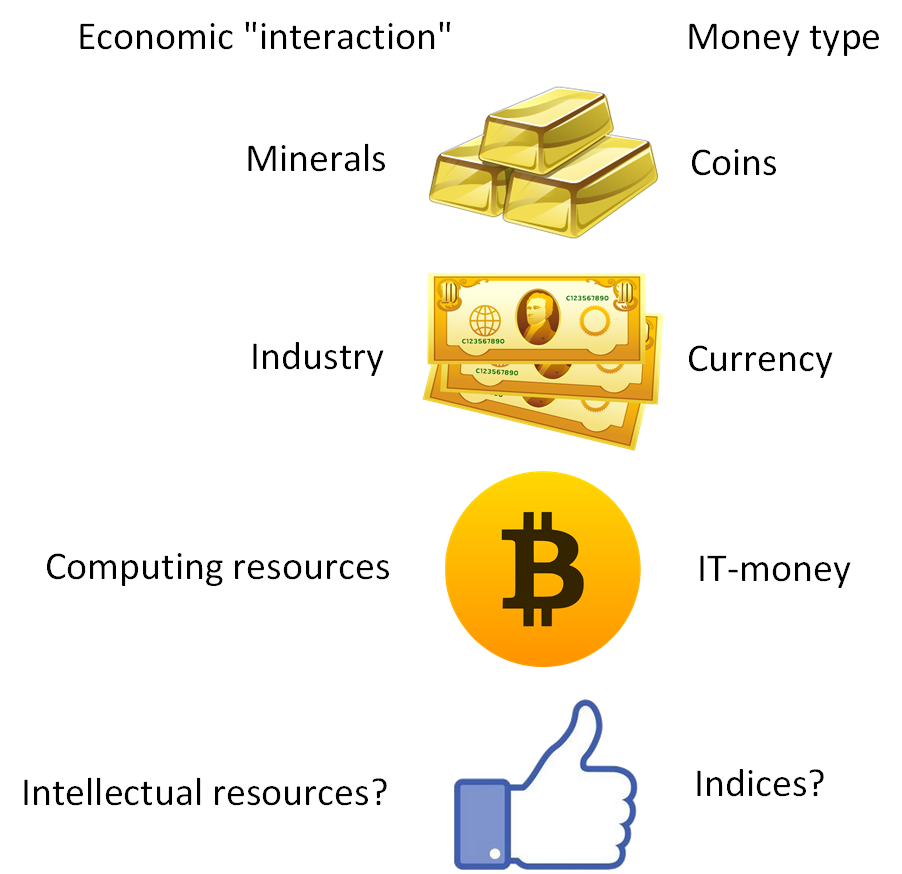 Economic "interaction" Money type
Minerals Coins
10 10
C123567890
C123567890
C123567890
Industry Currency
Computing resources B IT-money
Intellectual resources? Indices?